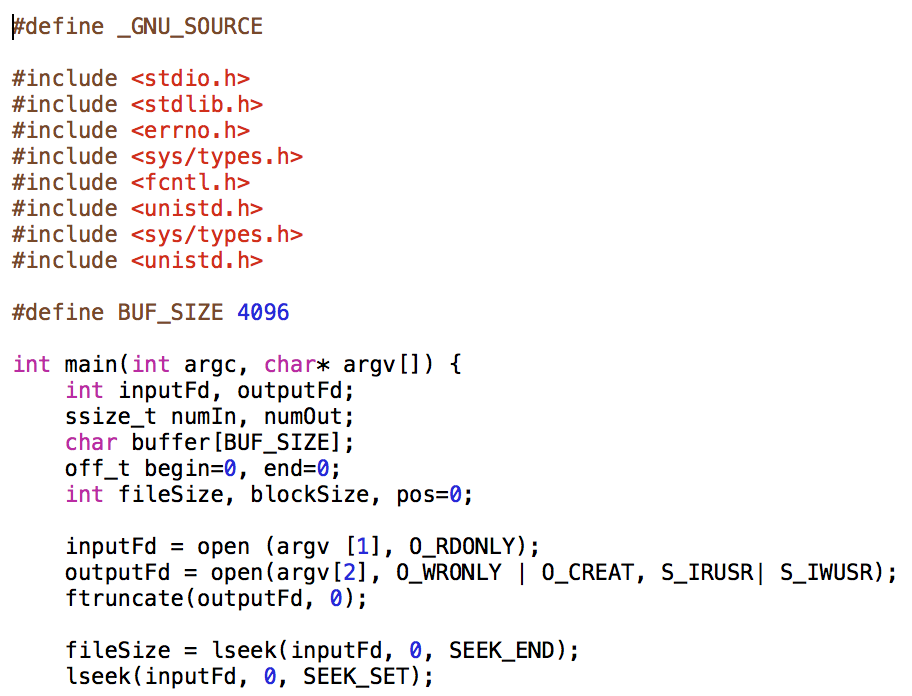 #define _GNU_SOURCE
#include <stdio.h>
#include <stdlib.h>
#include <errno.h>
#include <sys/types.h>
#include <fcntl.h>
#include <unistd.h>
#include <sys/types.h>
#include <unistd.h>
#define BUF_SIZE 4096
int main(int argc, char* argv[]) {
    int inputFd, outputFd;
    ssize_t numIn, numOut;
    char buffer[BUF_SIZE];
    off_t begin=0, end=0;
    int fileSize, blockSize, pos=0;
    inputFd = open (argv [1], O_RDONLY);
    outputFd = open(argv[2], O_WRONLY | O_CREAT, S_IRUSR| S_IWUSR);
    ftruncate(outputFd, 0);
    fileSize = lseek(inputFd, 0, SEEK_END);
    lseek(inputFd, 0, SEEK_SET);